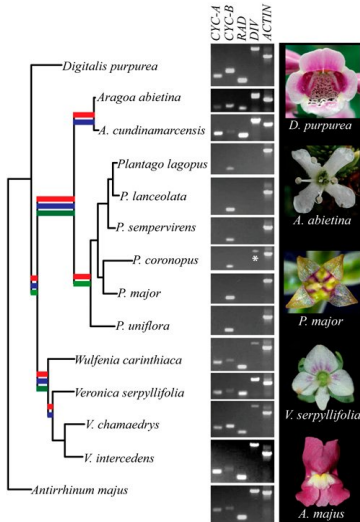 CYC-A
CYC-B
RAD
DIV
ACTIN
Digitalis purpurea
Aragoa abietina
A. cundinamarcensis
Plantago lagopus
P. lanceolata
P. sempervirens
P. coronopus
*
P. major
P. uniflora
Wulfenia carinthiaca
Veronica serpyllifolia
V. chamaedrys
V. intercedens
Antirrhinum majus
D. purpurea
A. abietina
P. major
V. serpyllifolia
A. majus